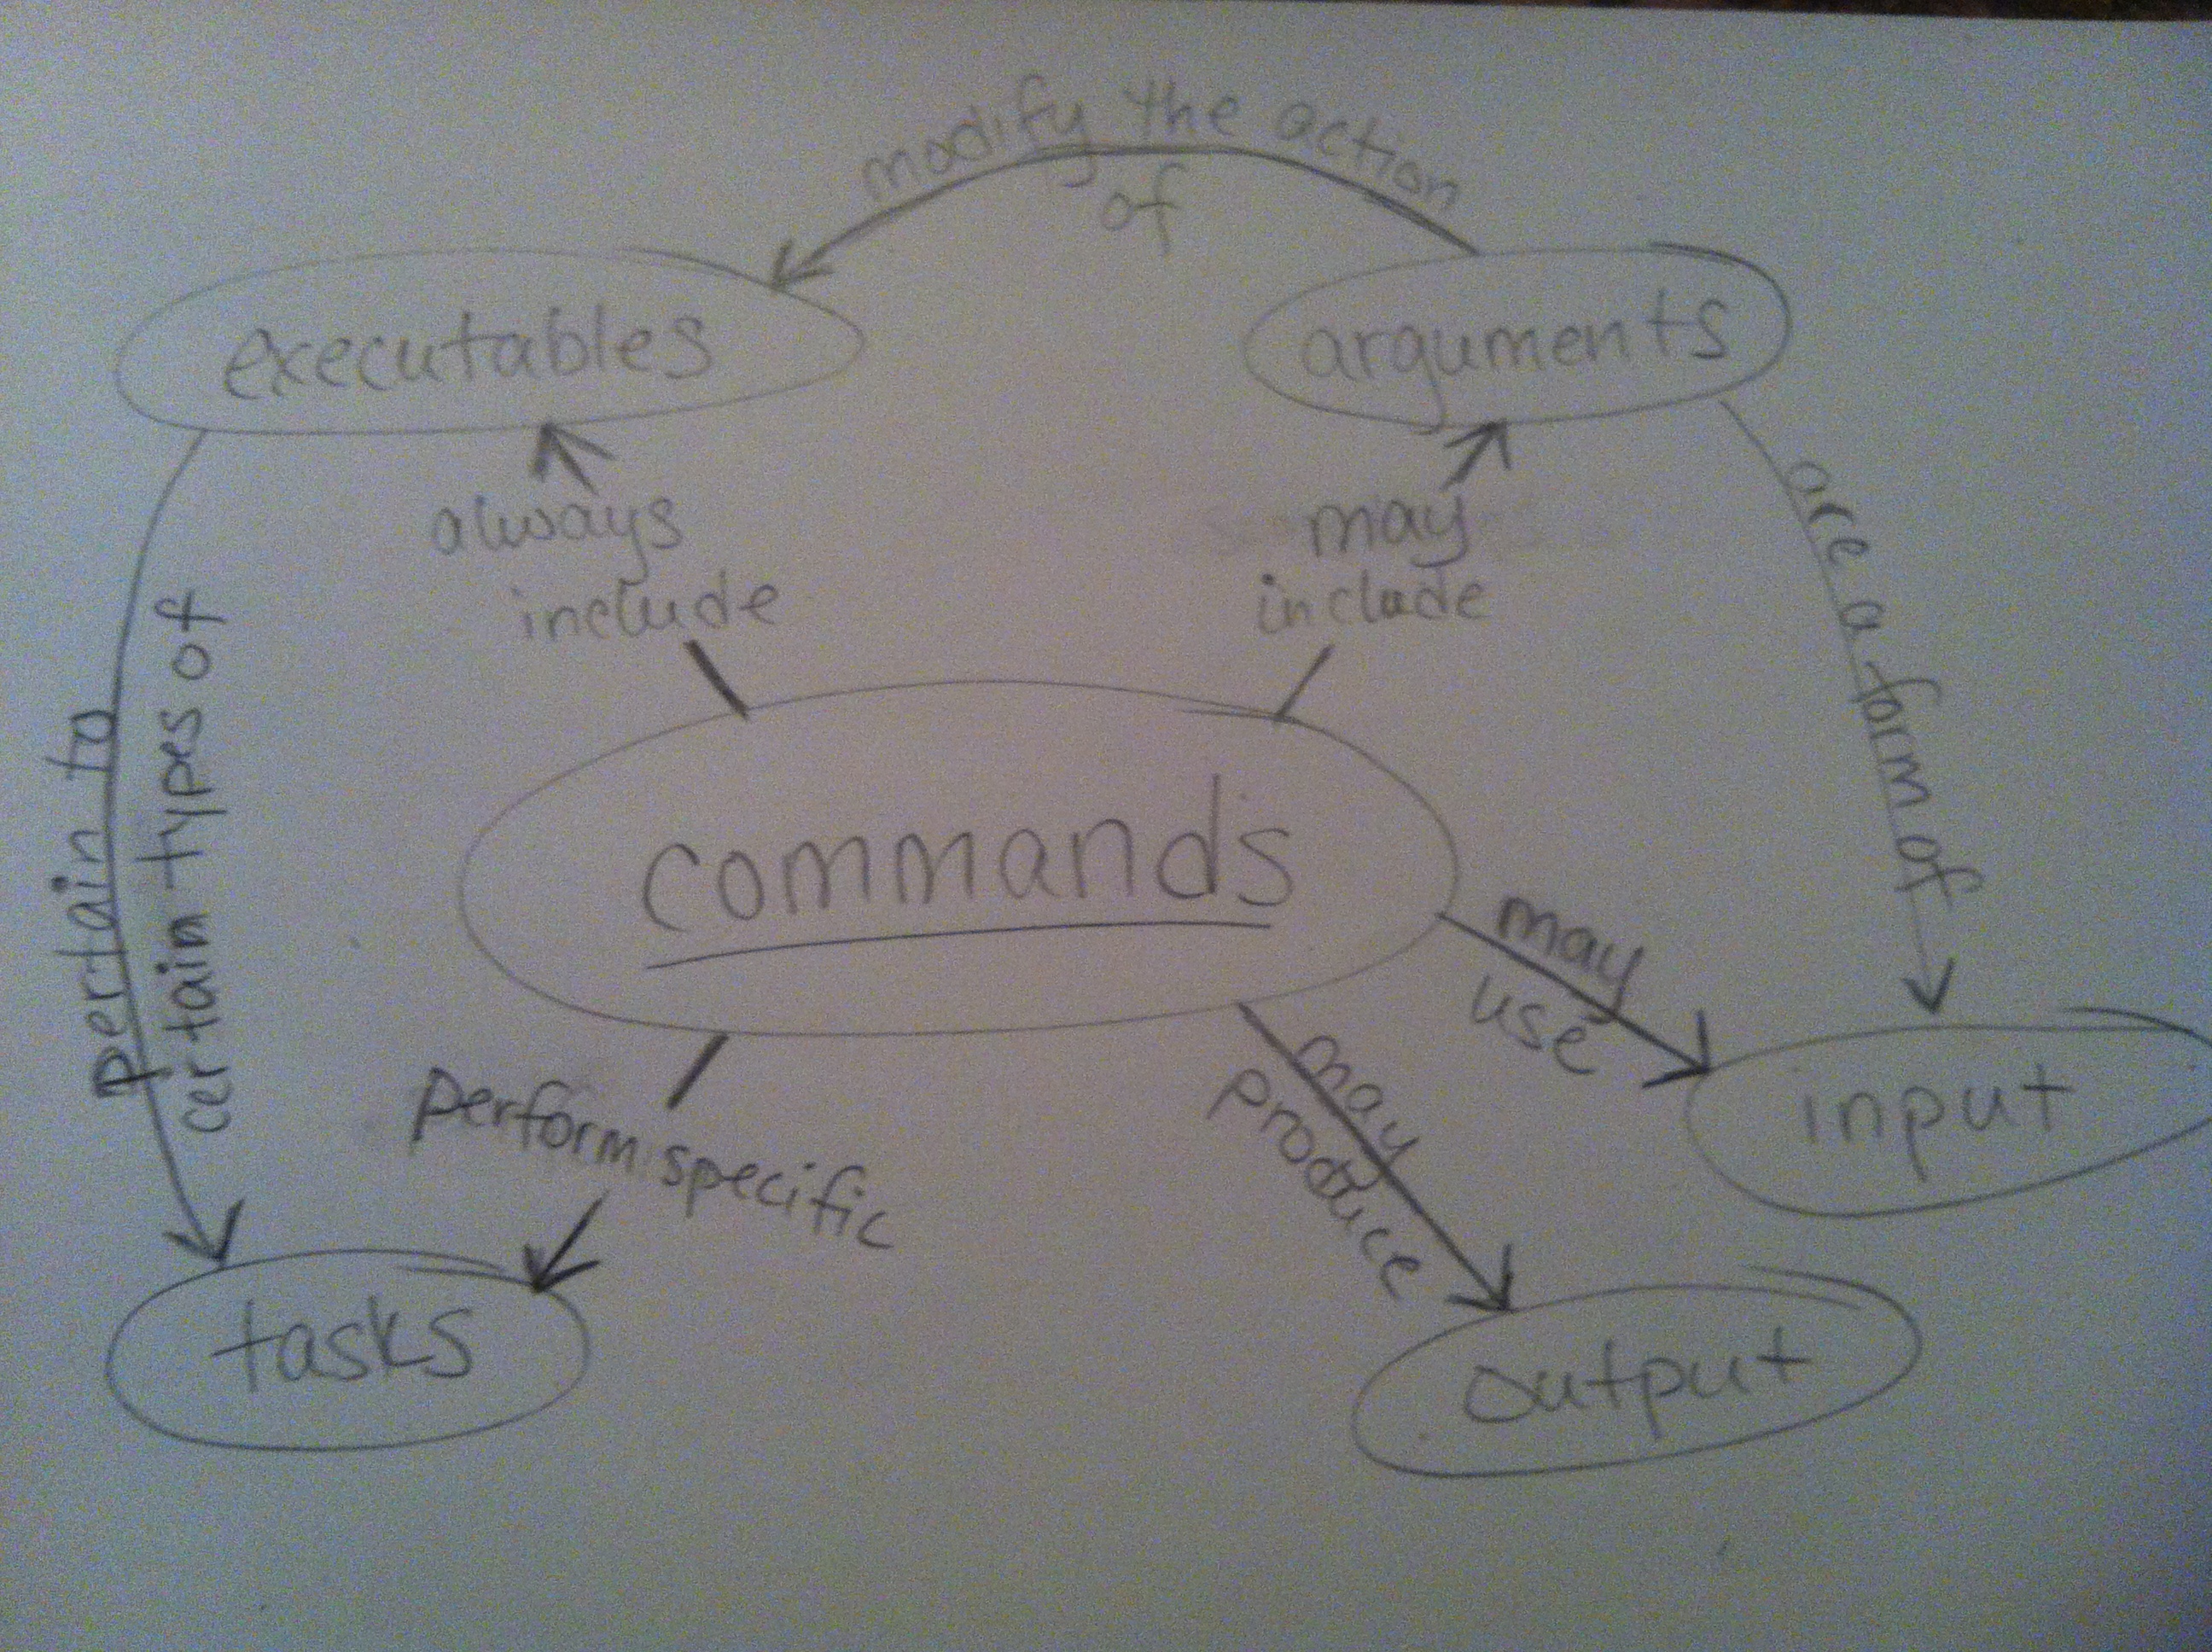 modify the action
of
executables
arguments
always
include
may
include
are a form of
pertain to
certain types of
commands
may
use
input
perform specific
may
produce
tasks
output